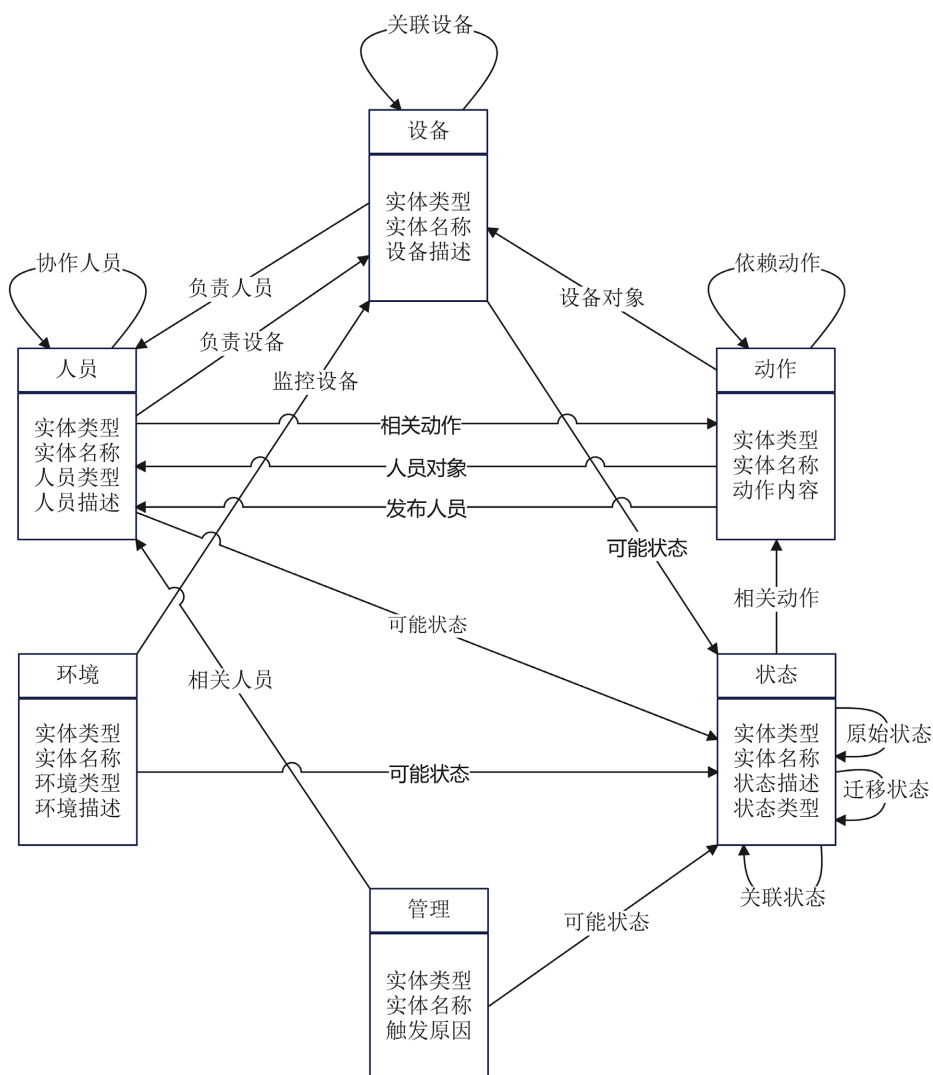 关联设备
设备
实体类型
实体名称
设备描述
协作人员
依赖动作
负责人员
设备对象
负责设备
人员
监控设备
动作
实体类型
实体名称
人员类型
人员描述
相关动作
人员对象
发布人员
实体类型
实体名称
动作内容
可能状态
相关动作
可能状态
环境
相关人员
状态
实体类型
实体名称
环境类型
环境描述
可能状态
实体类型
实体名称
状态描述
状态类型
原始状态
迁移状态
关联状态
管理
可能状态
实体类型
实体名称
触发原因